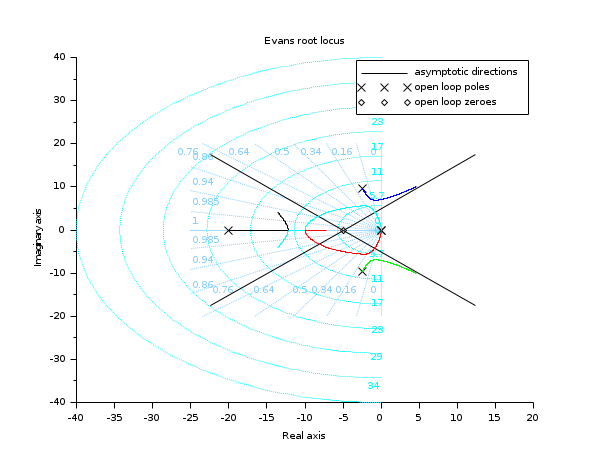 Evans root locus
asymptotic directions
open loop poles
open loop zeroes
Imaginary axis
40
30
20
10
0
-10
-20
-30
-40
23
17
0.76 0.64 0.5 0.34 0.16 0
0.86
11
0.94
5.7
0.985
1
0.985
0.94
11
0.86
0.76 0.64 0.5 0.34 0.16 0
17
23
29
34
-40 -35 -30 -25 -20 -15 -10 -5 0 5 10 15 20
Real axis